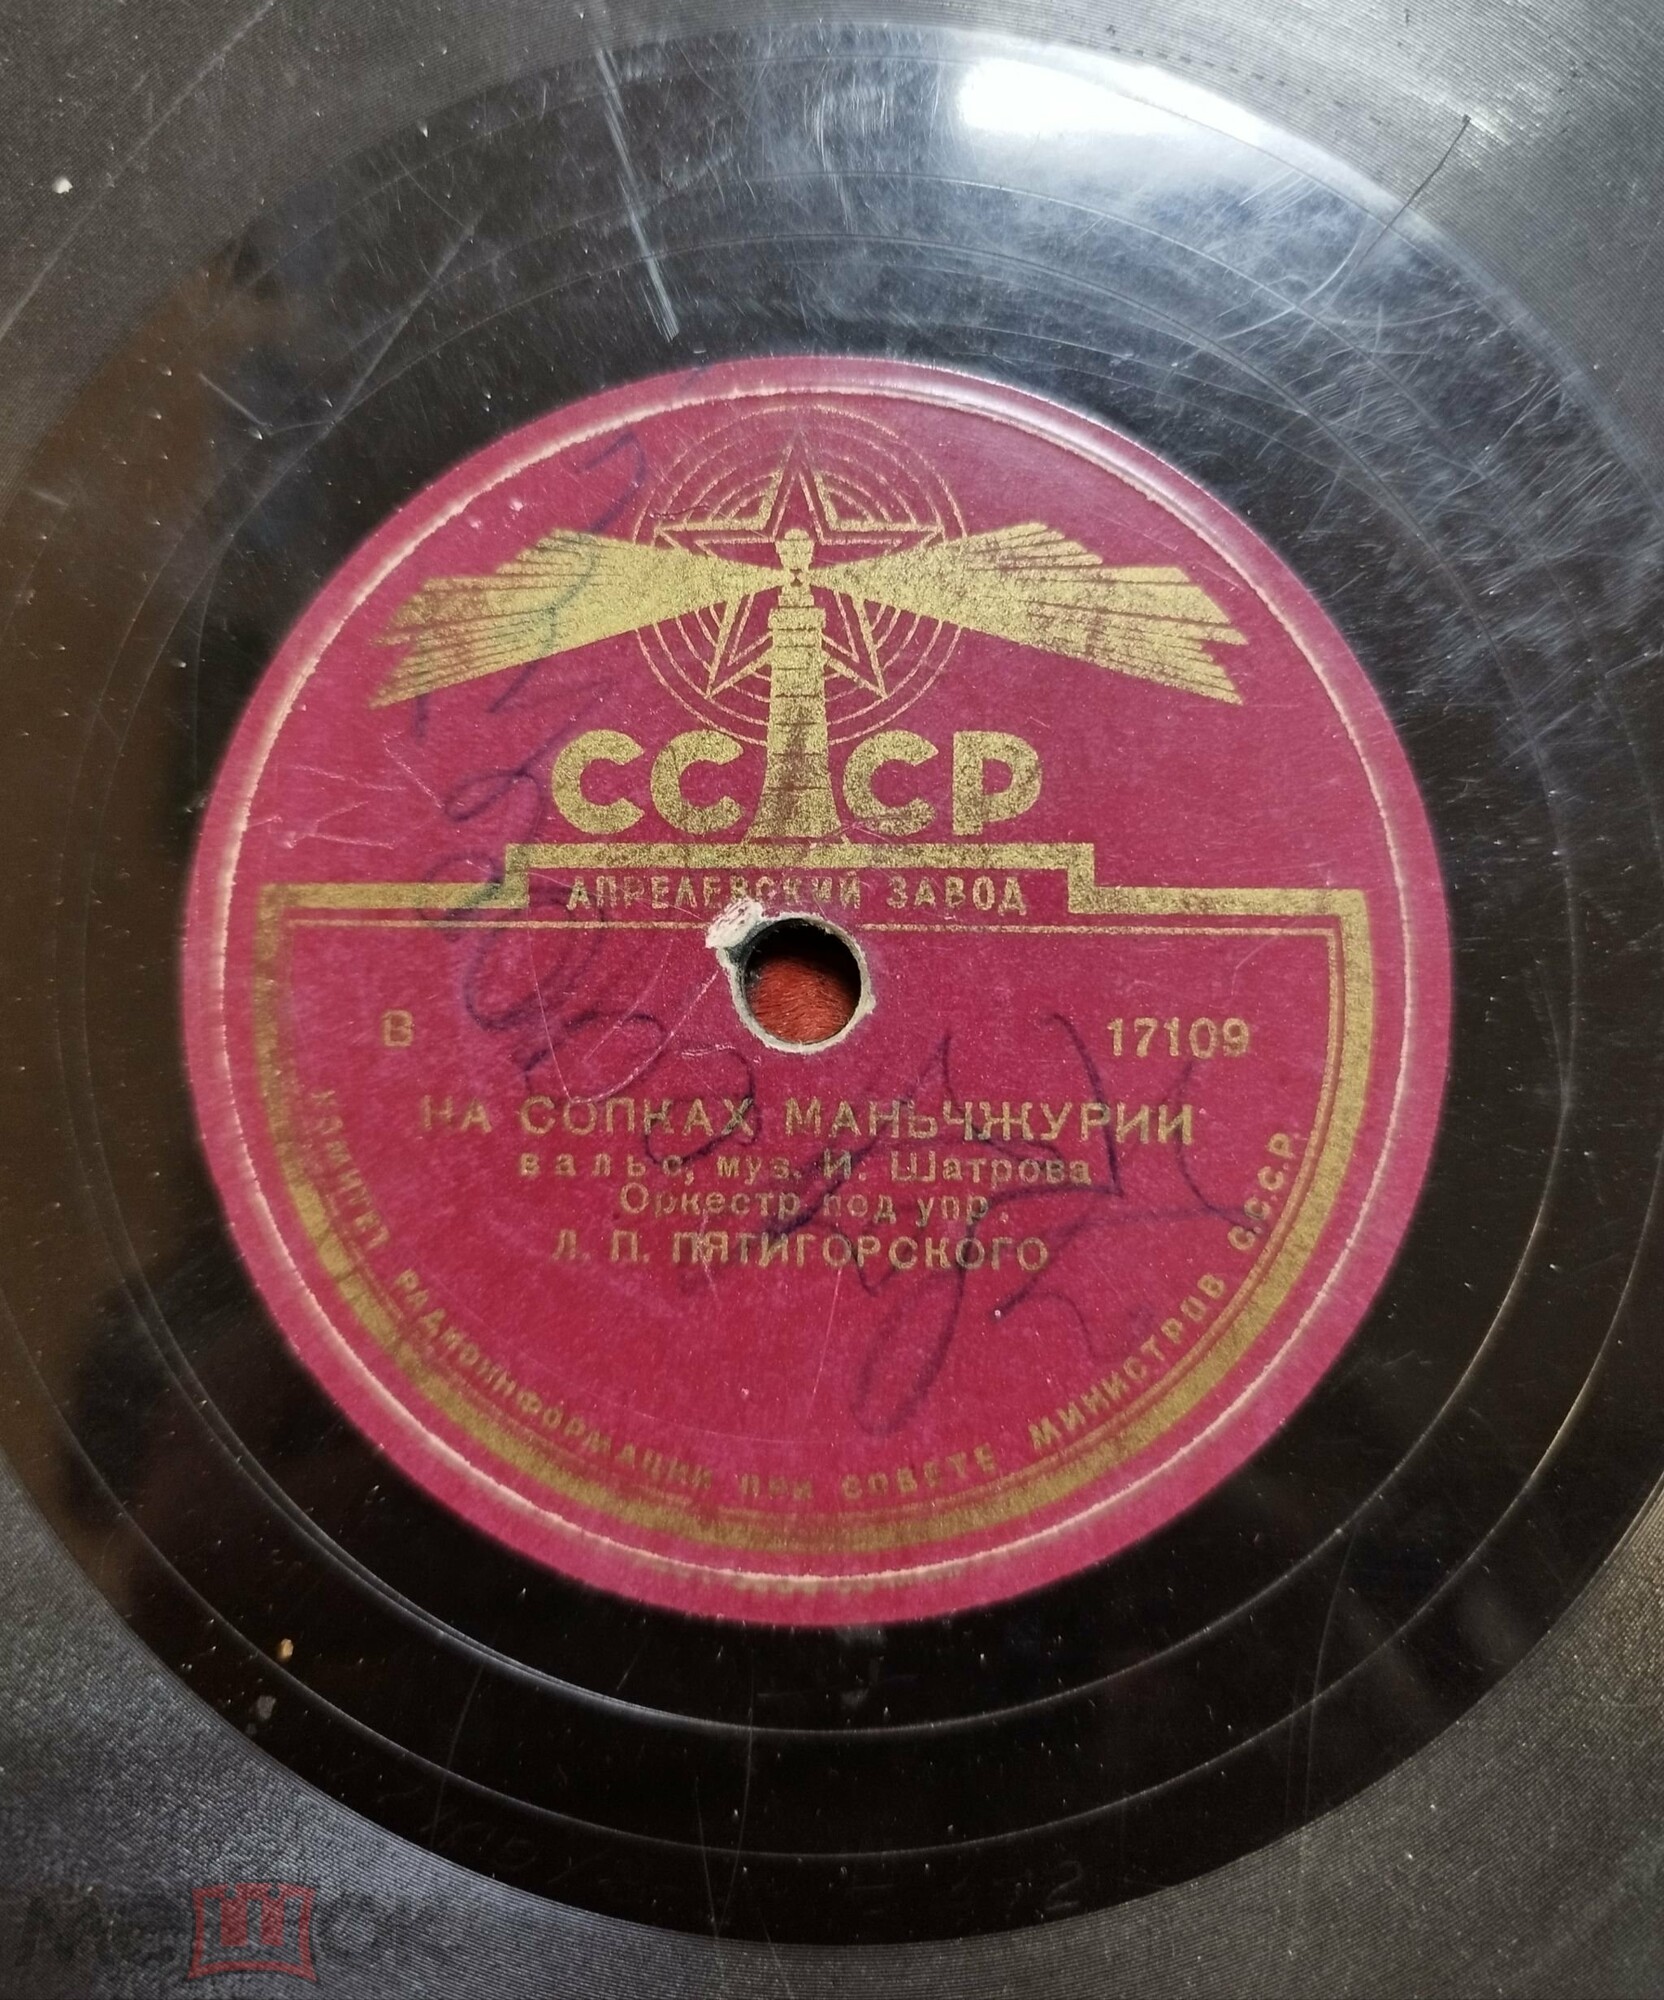 СССР
АПРЕЛЕВСКИЙ ЗАВОД
В 17109
НА СОПКАХ МАНЬЧЖУРИИ
вальс, муз. И. Шатрова
Оркестр под упр.
Л. П. ПЯТИГОРСКОГО
КОМИТЕТ РАДИОИНФОРМАЦИИ ПРИ СОВЕТЕ МИНИСТРОВ С.С.С.Р.